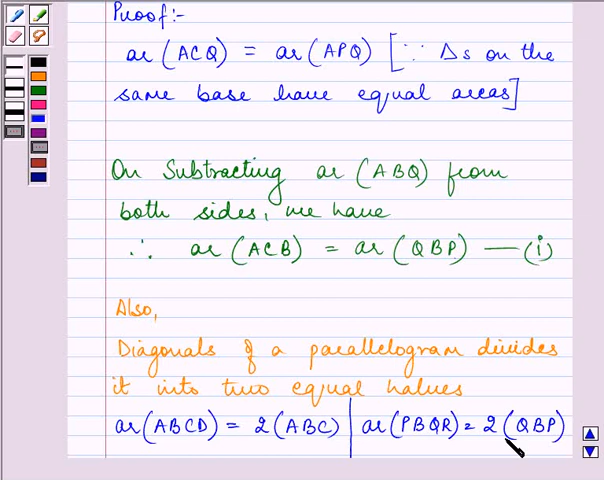 Proof:-
ar (ACQ) = ar (APQ) [∵ Δs on the
same base have equal areas]
On Subtracting ar (ABQ) from
both sides, we have
∴ ar (ACB) = ar (QBP) — (i)
Also,
Diagonals of a parallelogram divides
it into two equal halues
ar (ABCD) = 2 (ABC) | ar (PBQR) = 2 (QBP)